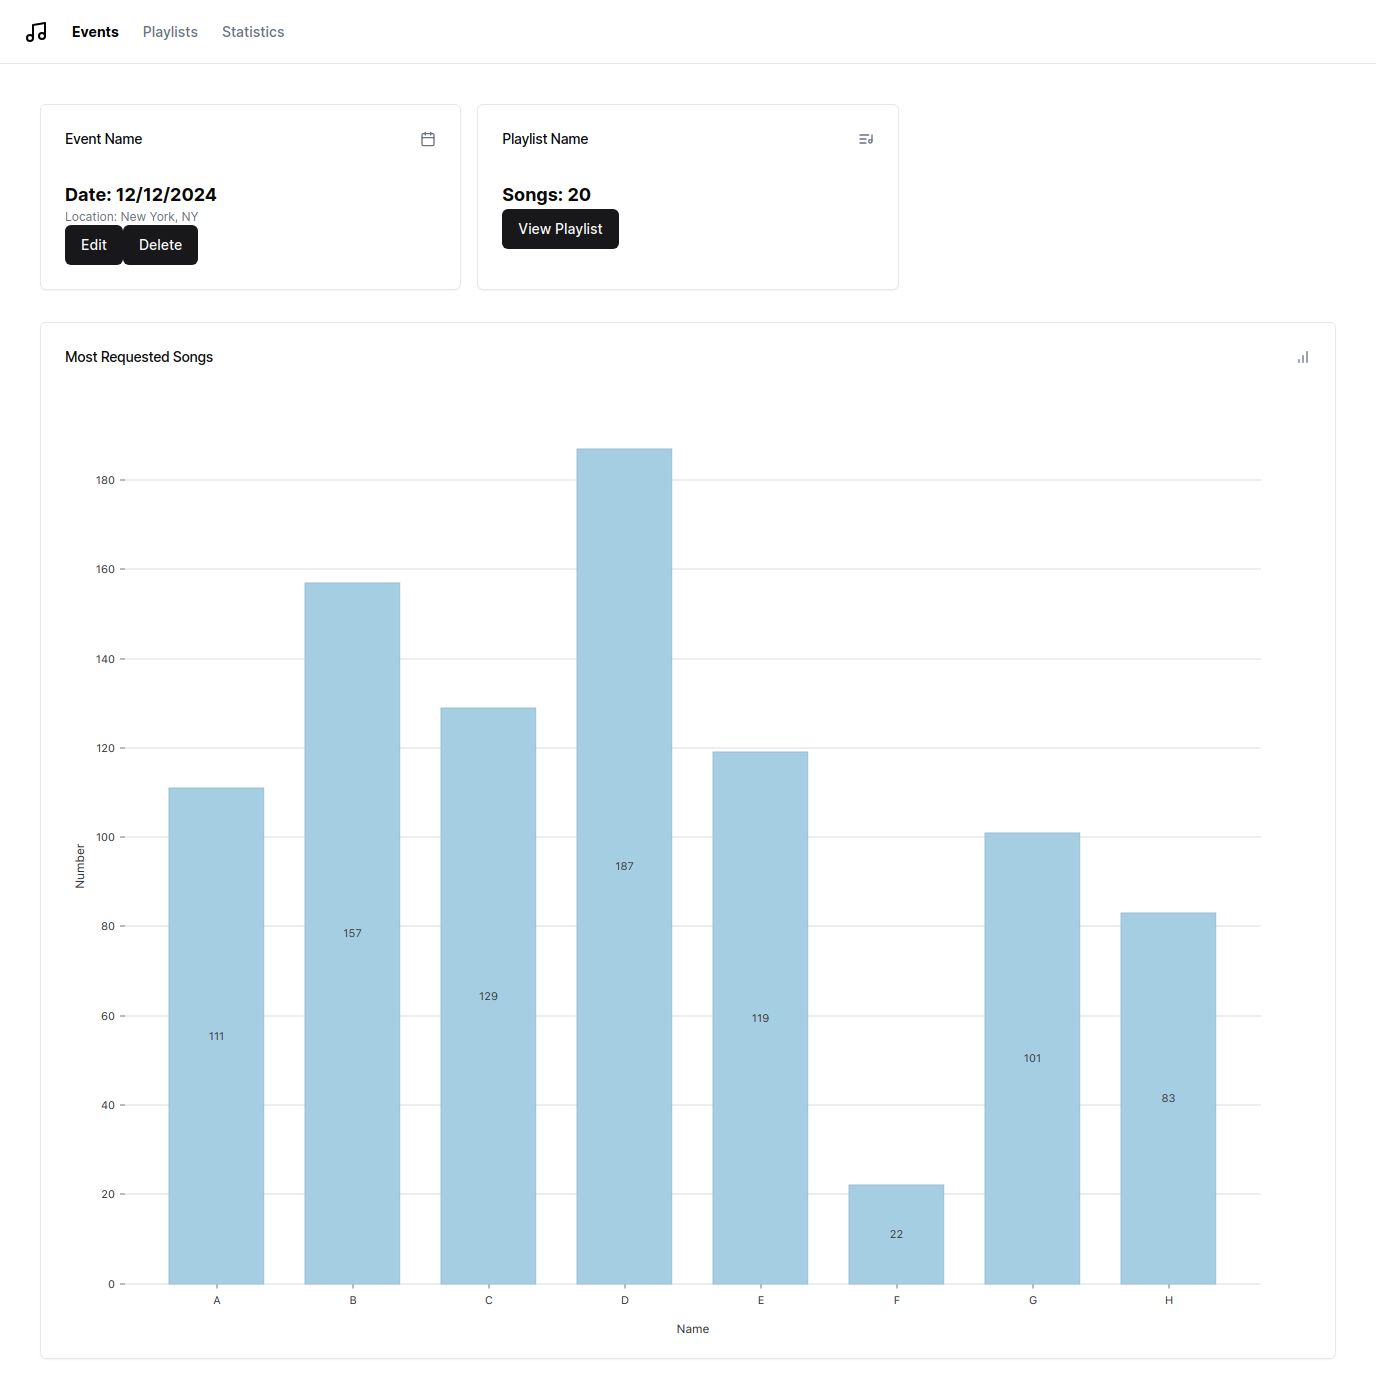 Events Playlists Statistics
Event Name
Date: 12/12/2024
Location: New York, NY
Edit Delete
Playlist Name
Songs: 20
View Playlist
Most Requested Songs
180
160
140
120
100
80
60
40
20
0
Number
111
157
129
187
119
22
101
83
A B C D E F G H
Name